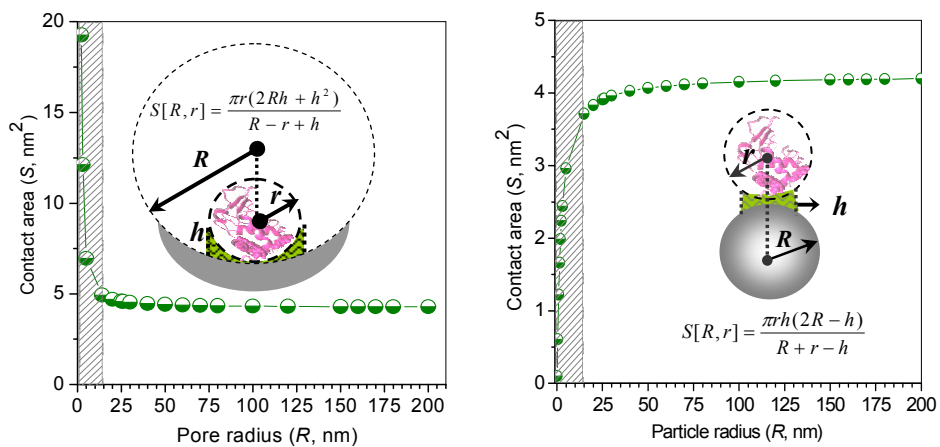 20
15
10
5
0
Contact area (S, nm²)
S[R, r] = πr(2Rh + h²) / (R − r + h)
R
r
h
0 25 50 75 100 125 150 175 200
Pore radius (R, nm)
5
4
3
2
1
0
Contact area (S, nm²)
r
h
R
S[R, r] = πrh(2R − h) / (R + r − h)
0 25 50 75 100 125 150 175 200
Particle radius (R, nm)